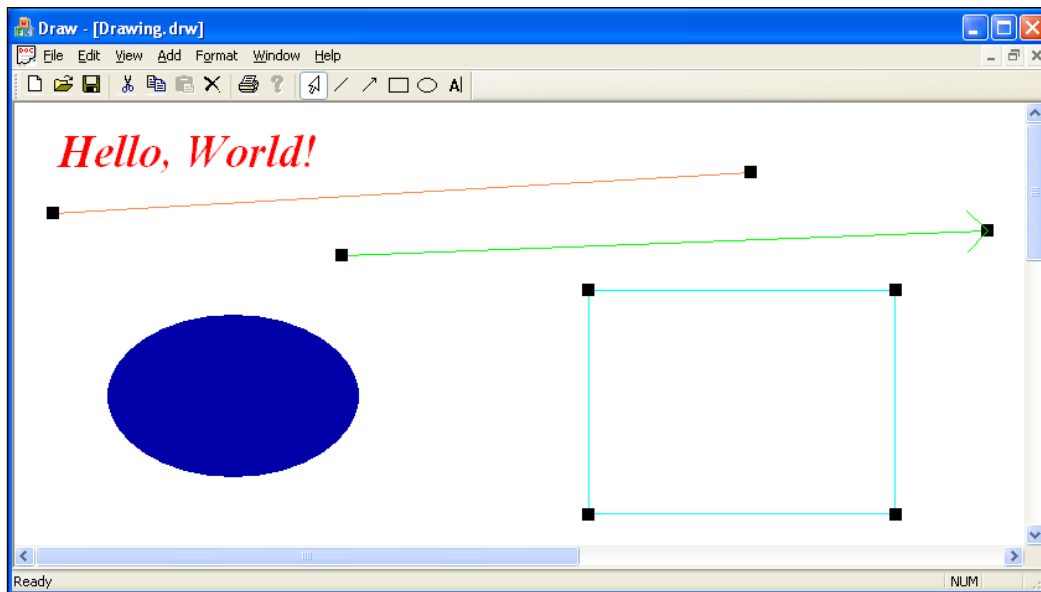 Draw - [Drawing.drw]
File Edit View Add Format Window Help
A
Hello, World!
Ready NUM